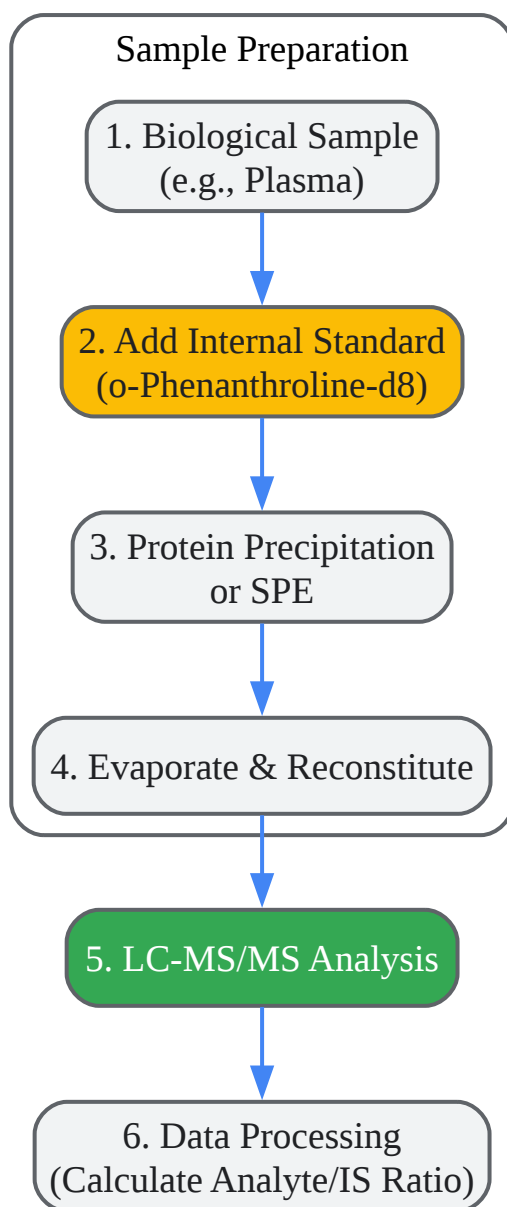 Sample Preparation
1. Biological Sample
(e.g., Plasma)
2. Add Internal Standard
(o-Phenanthroline-d8)
3. Protein Precipitation
or SPE
4. Evaporate & Reconstitute
5. LC-MS/MS Analysis
6. Data Processing
(Calculate Analyte/IS Ratio)